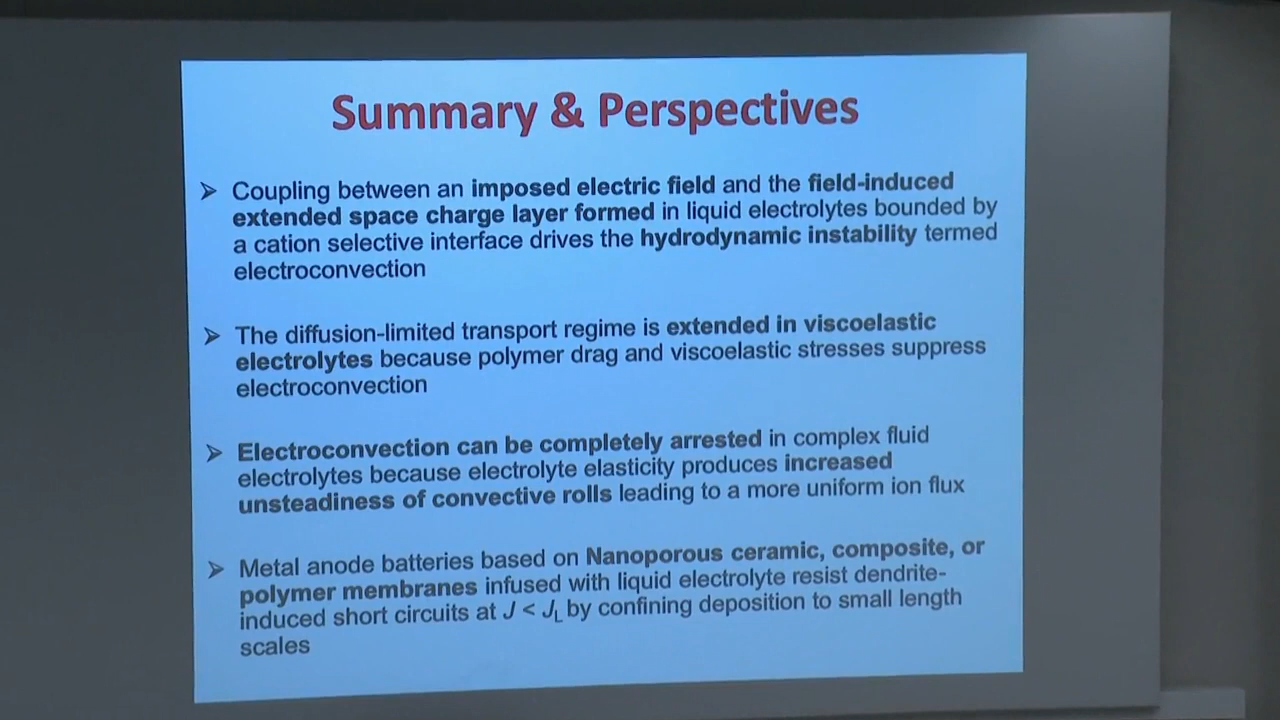 Summary & Perspectives
➢ Coupling between an imposed electric field and the field-induced
extended space charge layer formed in liquid electrolytes bounded by
a cation selective interface drives the hydrodynamic instability termed
electroconvection
➢ The diffusion-limited transport regime is extended in viscoelastic
electrolytes because polymer drag and viscoelastic stresses suppress
electroconvection
➢ Electroconvection can be completely arrested in complex fluid
electrolytes because electrolyte elasticity produces increased
unsteadiness of convective rolls leading to a more uniform ion flux
➢ Metal anode batteries based on Nanoporous ceramic, composite, or
polymer membranes infused with liquid electrolyte resist dendrite-
induced short circuits at J < JL by confining deposition to small length
scales